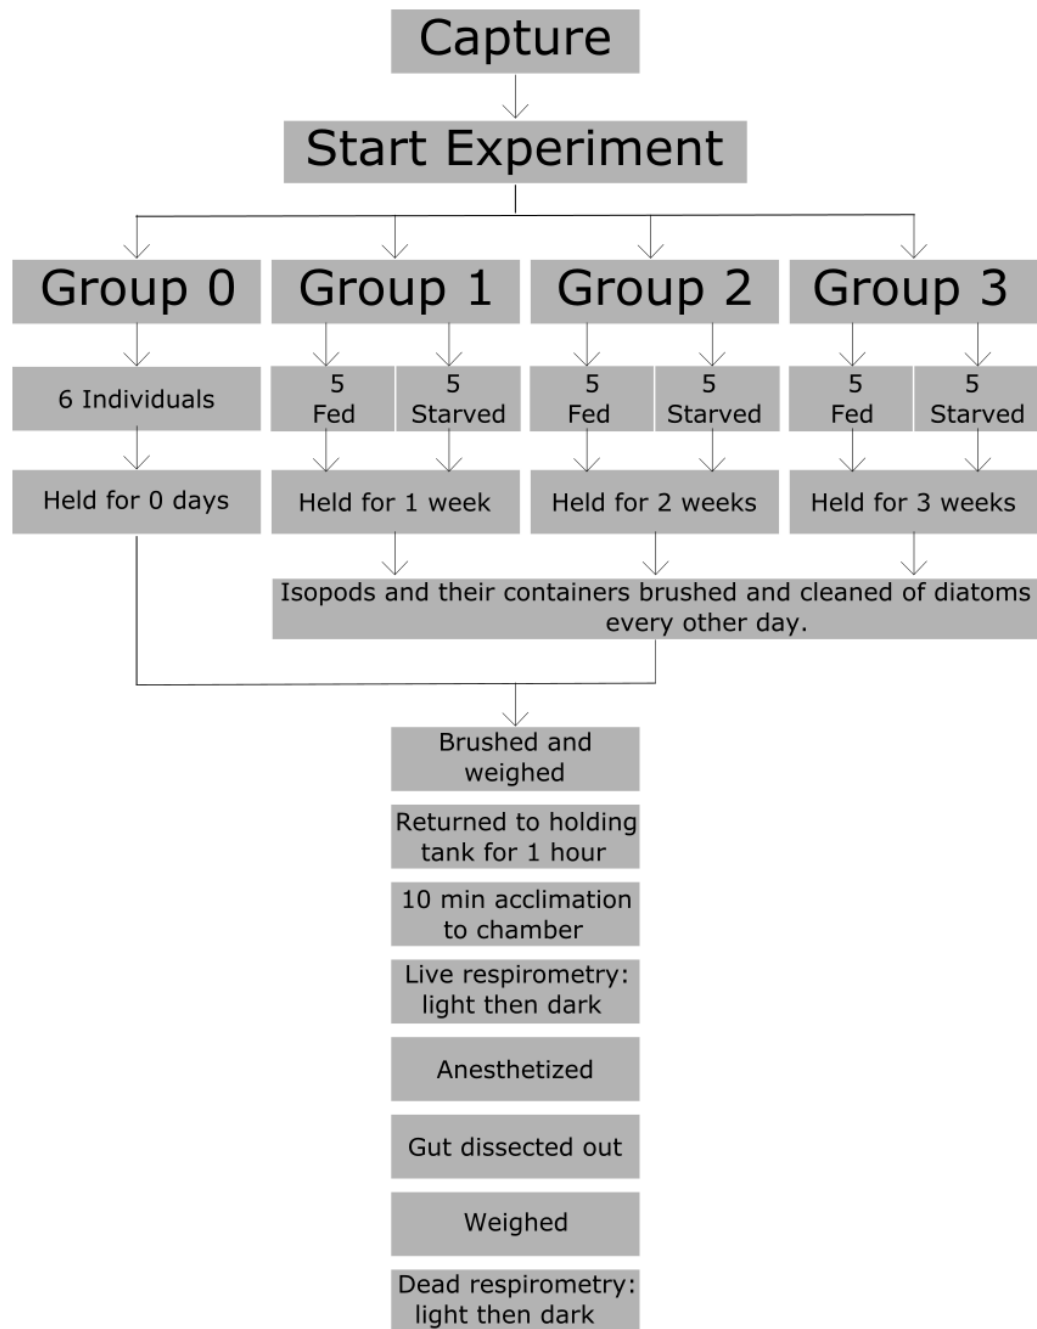 Capture
Start Experiment
Group 0
Group 1
Group 2
Group 3
6 Individuals
5
Fed
5
Starved
5
Fed
5
Starved
5
Fed
5
Starved
Held for 0 days
Held for 1 week
Held for 2 weeks
Held for 3 weeks
Isopods and their containers brushed and cleaned of diatoms
every other day.
Brushed and
weighed
Returned to holding
tank for 1 hour
10 min acclimation
to chamber
Live respirometry:
light then dark
Anesthetized
Gut dissected out
Weighed
Dead respirometry:
light then dark